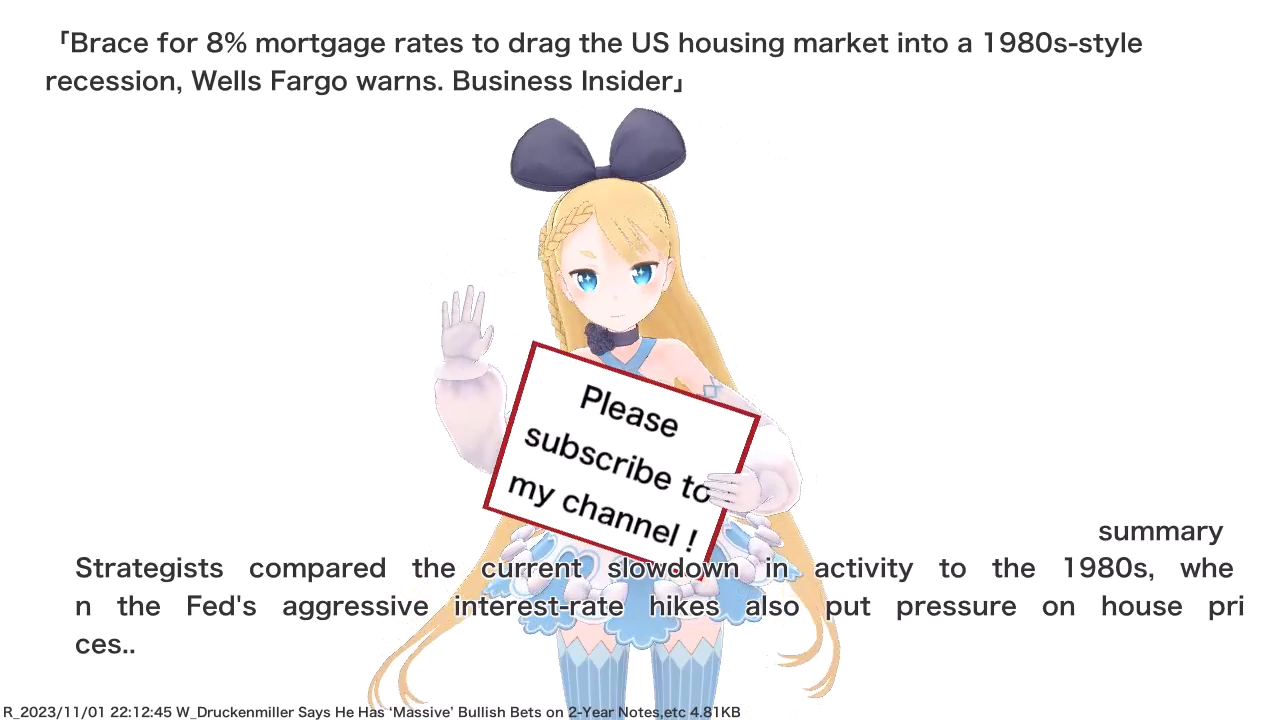 「Brace for 8% mortgage rates to drag the US housing market into a 1980s-style
recession, Wells Fargo warns. Business Insider」
Please
subscribe to
my channel !
summary
Strategists compared the current slowdown in activity to the 1980s, whe
n the Fed's aggressive interest-rate hikes also put pressure on house pri
ces..
R_2023/11/01 22:12:45 W_Druckenmiller Says He Has ‘Massive’ Bullish Bets on 2-Year Notes,etc 4.81KB